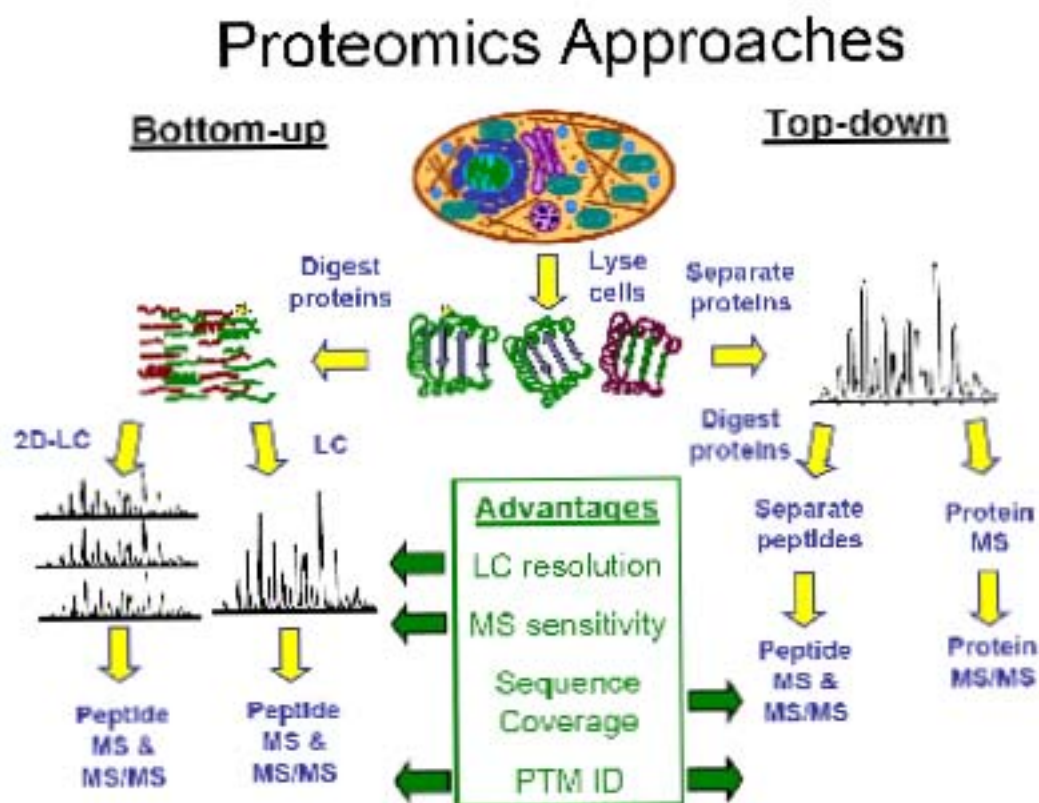 Proteomics Approaches
Bottom-up
Top-down
Digest
proteins
Lyse
cells
Separate
proteins
2D-LC
LC
Digest
proteins
Advantages
LC resolution
MS sensitivity
Sequence
Coverage
PTM ID
Separate
peptides
Protein
MS
Peptide
MS &
MS/MS
Protein
MS/MS
Peptide
MS &
MS/MS
Peptide
MS &
MS/MS